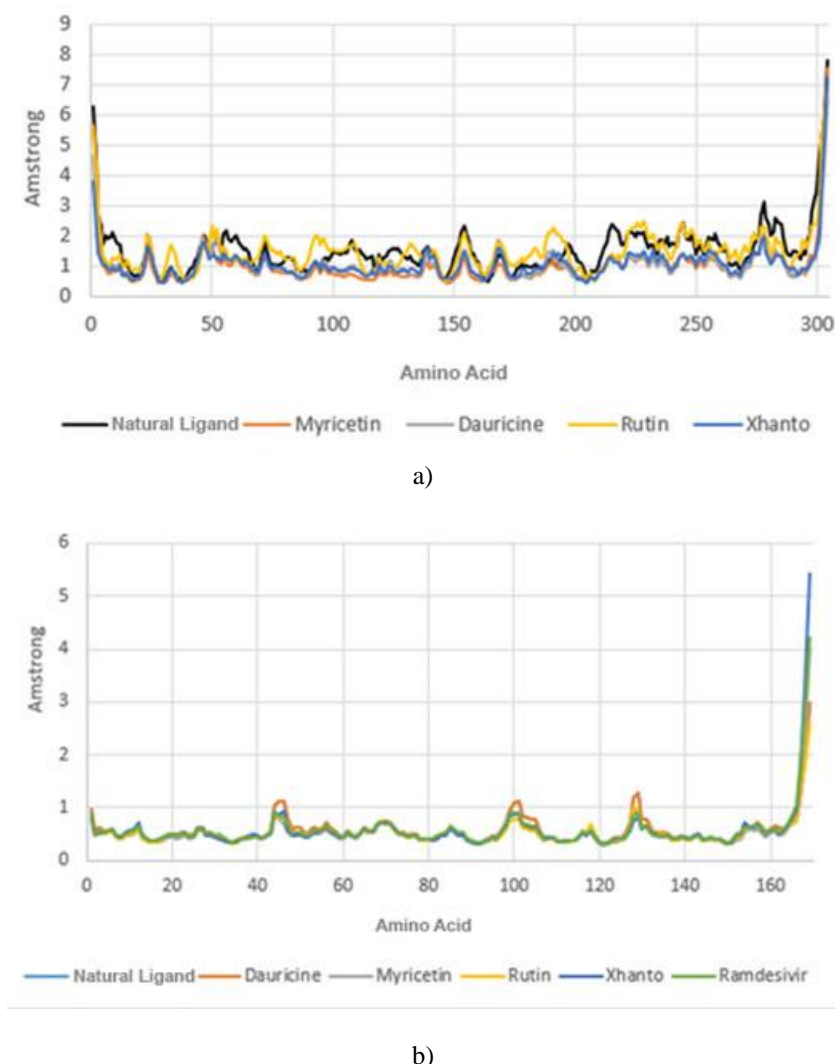 9
8
7
6
5
4
3
2
1
0
Amstrong
0 50 100 150 200 250 300
Amino Acid
Natural Ligand Myricetin Dauricine Rutin Xhanto
a)
6
5
4
3
2
1
0
Amstrong
0 20 40 60 80 100 120 140 160
Amino Acid
Natural Ligand Dauricine Myricetin Rutin Xhanto Ramdesivir
b)